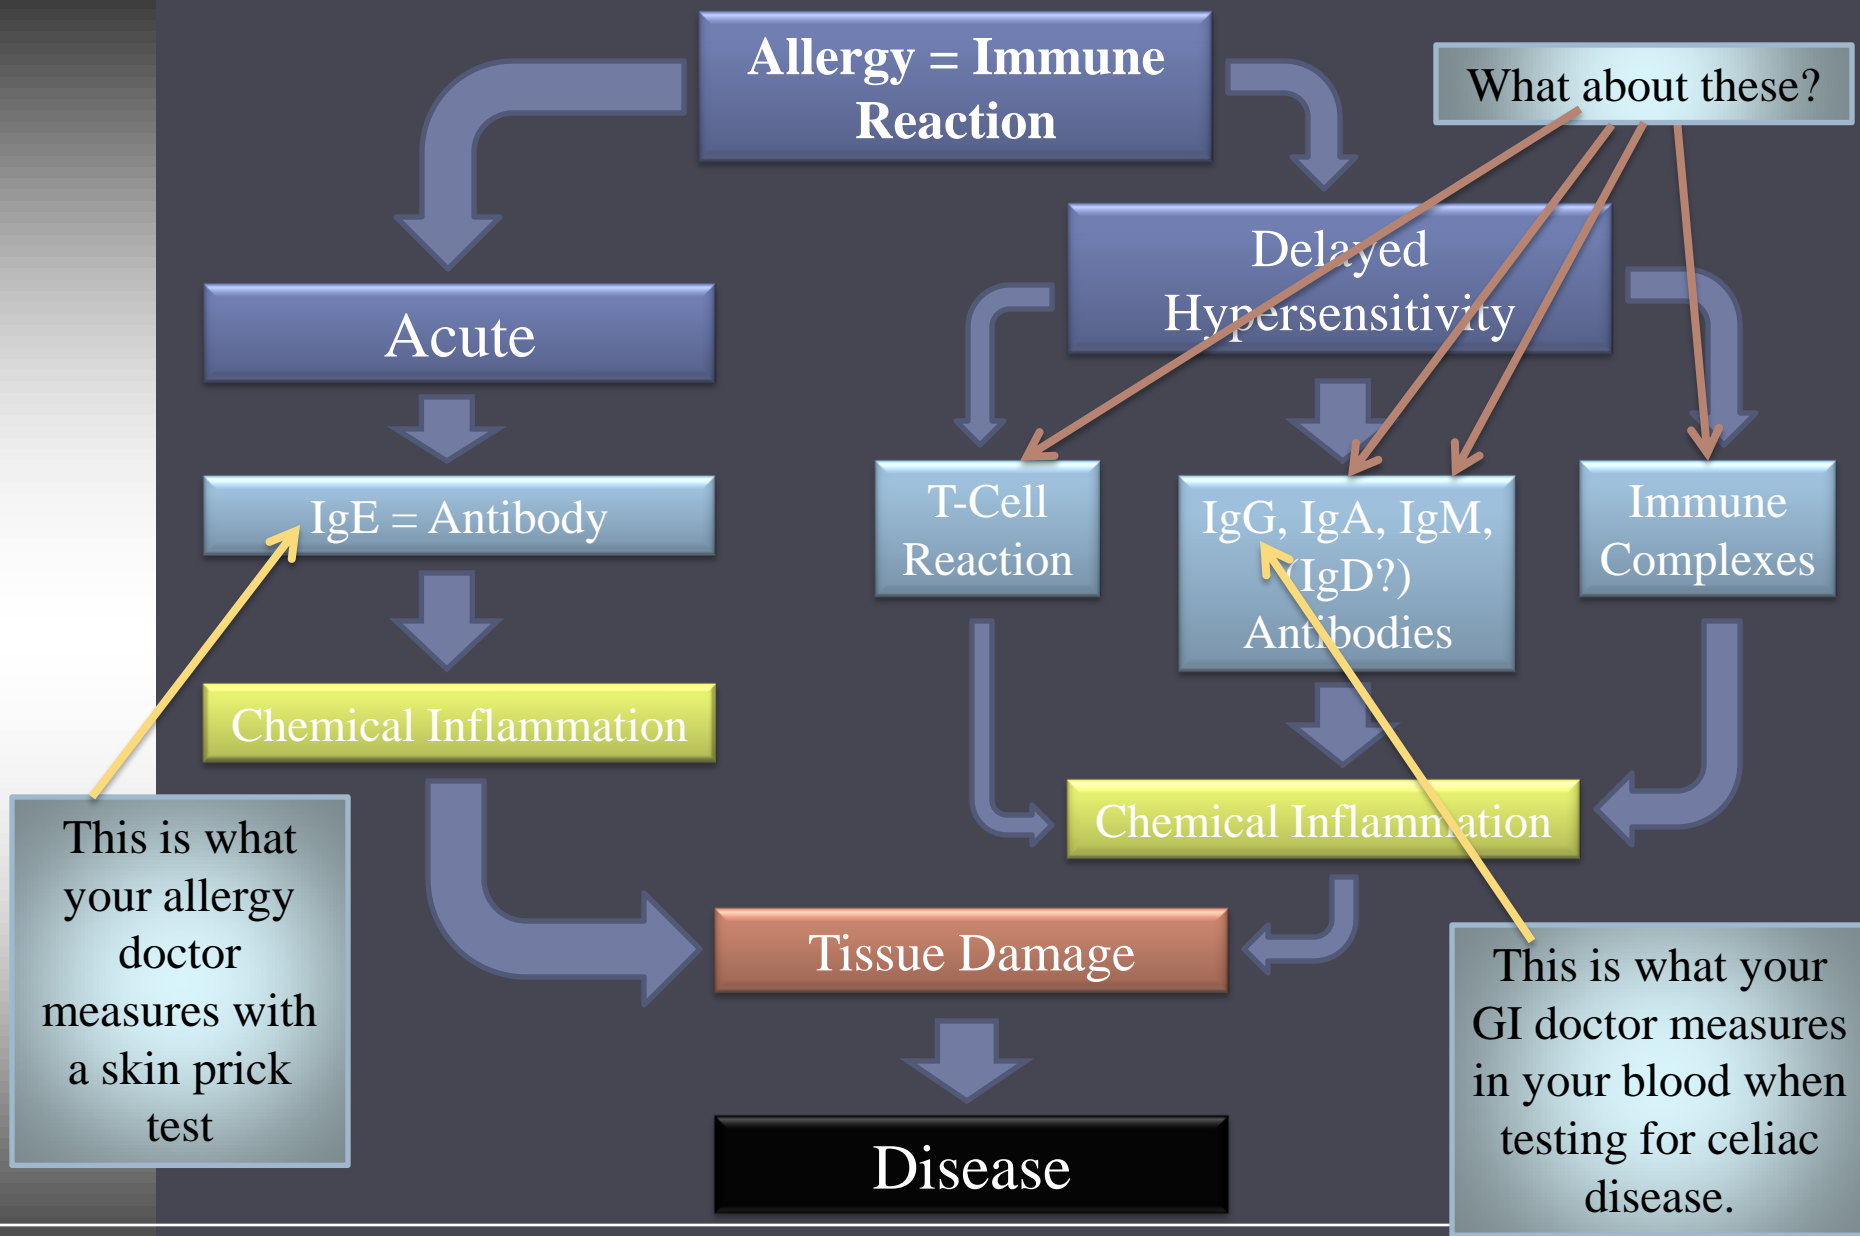 Allergy = Immune
Reaction
What about these?
Delayed
Hypersensitivity
Acute
IgE = Antibody
T-Cell
Reaction
IgG, IgA, IgM,
(IgD?)
Antibodies
Immune
Complexes
Chemical Inflammation
Chemical Inflammation
This is what
your allergy
doctor
measures with
a skin prick
test
Tissue Damage
This is what your
GI doctor measures
in your blood when
testing for celiac
disease.
Disease